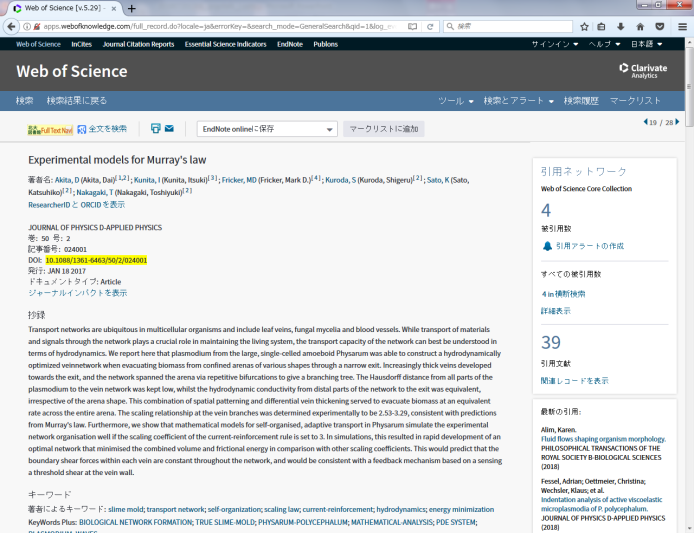 Web of Science [v.5.29] -
apps.webofknowledge.com/full_record.do?locale=ja&errorKey=&search_mode=GeneralSearch&qid=1&log_
検索
Web of Science InCites Journal Citation Reports Essential Science Indicators EndNote Publons サインイン ヘルプ 日本語
Web of Science
Clarivate
Analytics
検索 検索結果に戻る ツール 検索とアラート 検索履歴 マークリスト
Full Text Navi 全文を検索 EndNote onlineに保存 マークリストに追加 19 / 28
Experimental models for Murray's law
著者名: Akita, D (Akita, Dai)[ 1,2 ] ; Kunita, I (Kunita, Itsuki)[ 3 ] ; Fricker, MD (Fricker, Mark D.)[ 4 ] ; Kuroda, S (Kuroda, Shigeru)[ 2 ] ; Sato, K (Sato,
Katsuhiko)[ 2 ] ; Nakagaki, T (Nakagaki, Toshiyuki)[ 2 ]
ResearcherID と ORCID を表示
JOURNAL OF PHYSICS D-APPLIED PHYSICS
巻: 50 号: 2
記事番号: 024001
DOI: 10.1088/1361-6463/50/2/024001
発行: JAN 18 2017
ドキュメントタイプ: Article
ジャーナルインパクトを表示
抄録
Transport networks are ubiquitous in multicellular organisms and include leaf veins, fungal mycelia and blood vessels. While transport of materials
and signals through the network plays a crucial role in maintaining the living system, the transport capacity of the network can best be understood in
terms of hydrodynamics. We report here that plasmodium from the large, single-celled amoeboid Physarum was able to construct a hydrodynamically
optimized veinnetwork when evacuating biomass from confined arenas of various shapes through a narrow exit. Increasingly thick veins developed
towards the exit, and the network spanned the arena via repetitive bifurcations to give a branching tree. The Hausdorff distance from all parts of the
plasmodium to the vein network was kept low, whilst the hydrodynamic conductivity from distal parts of the network to the exit was equivalent,
irrespective of the arena shape. This combination of spatial patterning and differential vein thickening served to evacuate biomass at an equivalent
rate across the entire arena. The scaling relationship at the vein branches was determined experimentally to be 2.53-3.29, consistent with predictions
from Murray's law. Furthermore, we show that mathematical models for self-organised, adaptive transport in Physarum simulate the experimental
network organisation well if the scaling coefficient of the current-reinforcement rule is set to 3. In simulations, this resulted in rapid development of an
optimal network that minimised the combined volume and frictional energy in comparison with other scaling coefficients. This would predict that the
boundary shear forces within each vein are constant throughout the network, and would be consistent with a feedback mechanism based on a sensing
a threshold shear at the vein wall.
キーワード
著者によるキーワード: slime mold; transport network; self-organization; scaling law; current-reinforcement; hydrodynamics; energy minimization
KeyWords Plus: BIOLOGICAL NETWORK FORMATION; TRUE SLIME-MOLD; PHYSARUM-POLYCEPHALUM; MATHEMATICAL-ANALYSIS; PDE SYSTEM;
PLASMODIUM; WAVES
引用ネットワーク
Web of Science Core Collection
4
被引用数
引用アラートの作成
すべての被引用数
4 in 横断検索
詳細表示
39
引用文献
関連レコードを表示
最新の引用:
Alim, Karen.
Fluid flows shaping organism morphology.
PHILOSOPHICAL TRANSACTIONS OF THE
ROYAL SOCIETY B-BIOLOGICAL SCIENCES
(2018)
Fessel, Adrian; Oettmeier, Christina;
Wechsler, Klaus; et al.
Indentation analysis of active viscoelastic
microplasmodia of P. polycephalum.
JOURNAL OF PHYSICS D-APPLIED PHYSICS
(2018)